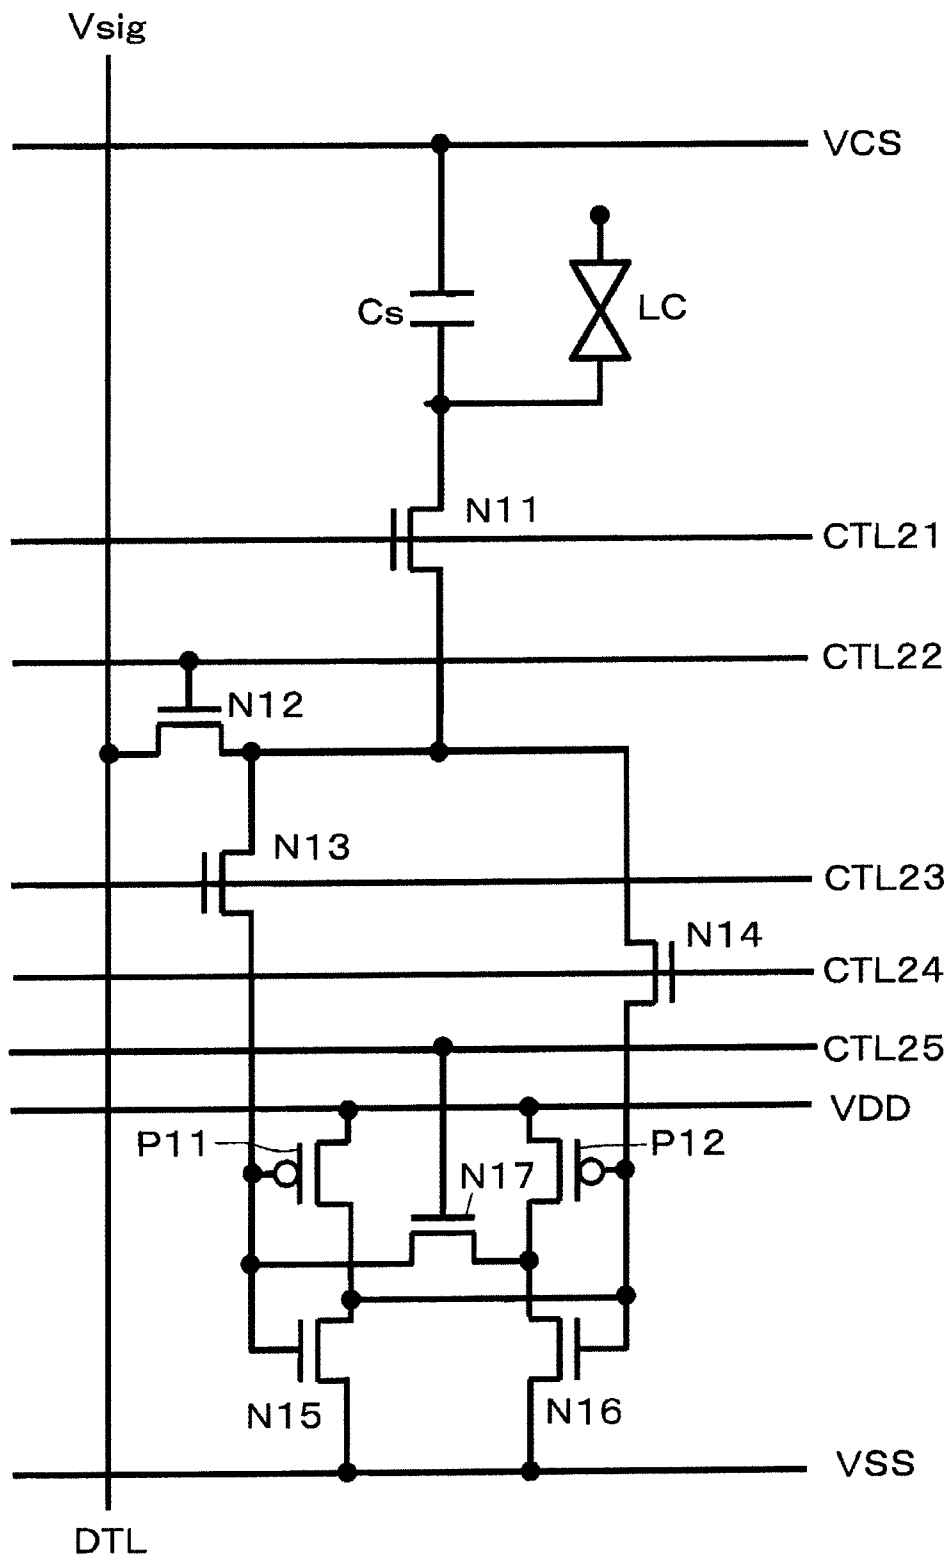 Vsig
VCS
Cs
LC
N11
CTL21
CTL22
N12
N13
CTL23
N14
CTL24
CTL25
VDD
P11
P12
N17
N15
N16
VSS
DTL